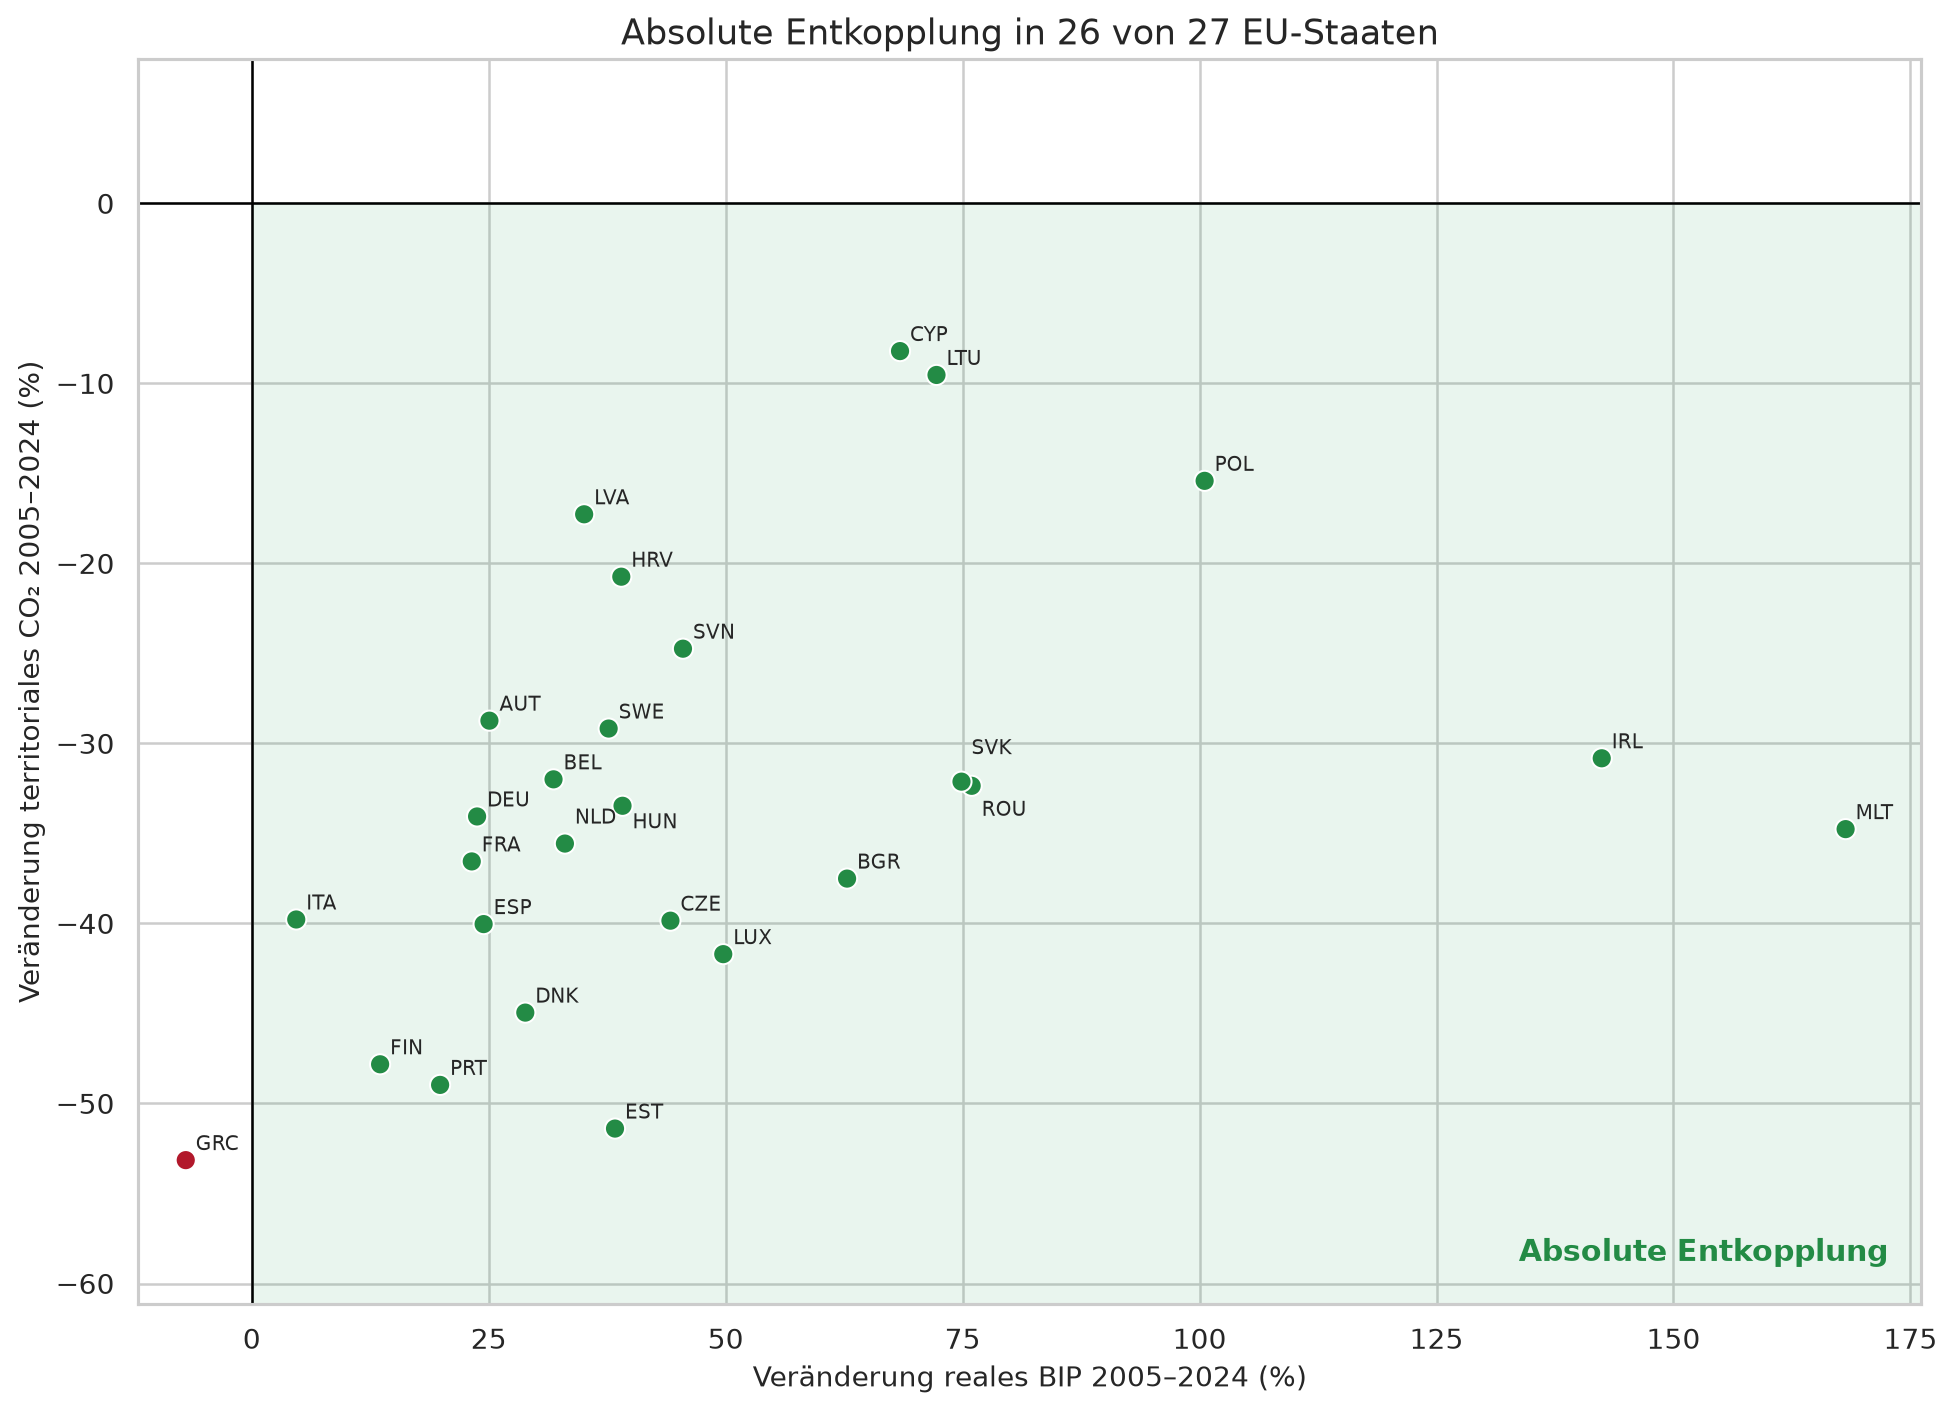 Absolute Entkopplung in 26 von 27 EU-Staaten
Veränderung territoriales CO₂ 2005–2024 (%)
0
−10
−20
−30
−40
−50
−60
CYP
LTU
POL
LVA
HRV
SVN
AUT
SWE
IRL
SVK
BEL
DEU
ROU
MLT
NLD
HUN
FRA
BGR
ITA
CZE
ESP
LUX
DNK
FIN
PRT
EST
GRC
Absolute Entkopplung
0
25
50
75
100
125
150
175
Veränderung reales BIP 2005–2024 (%)